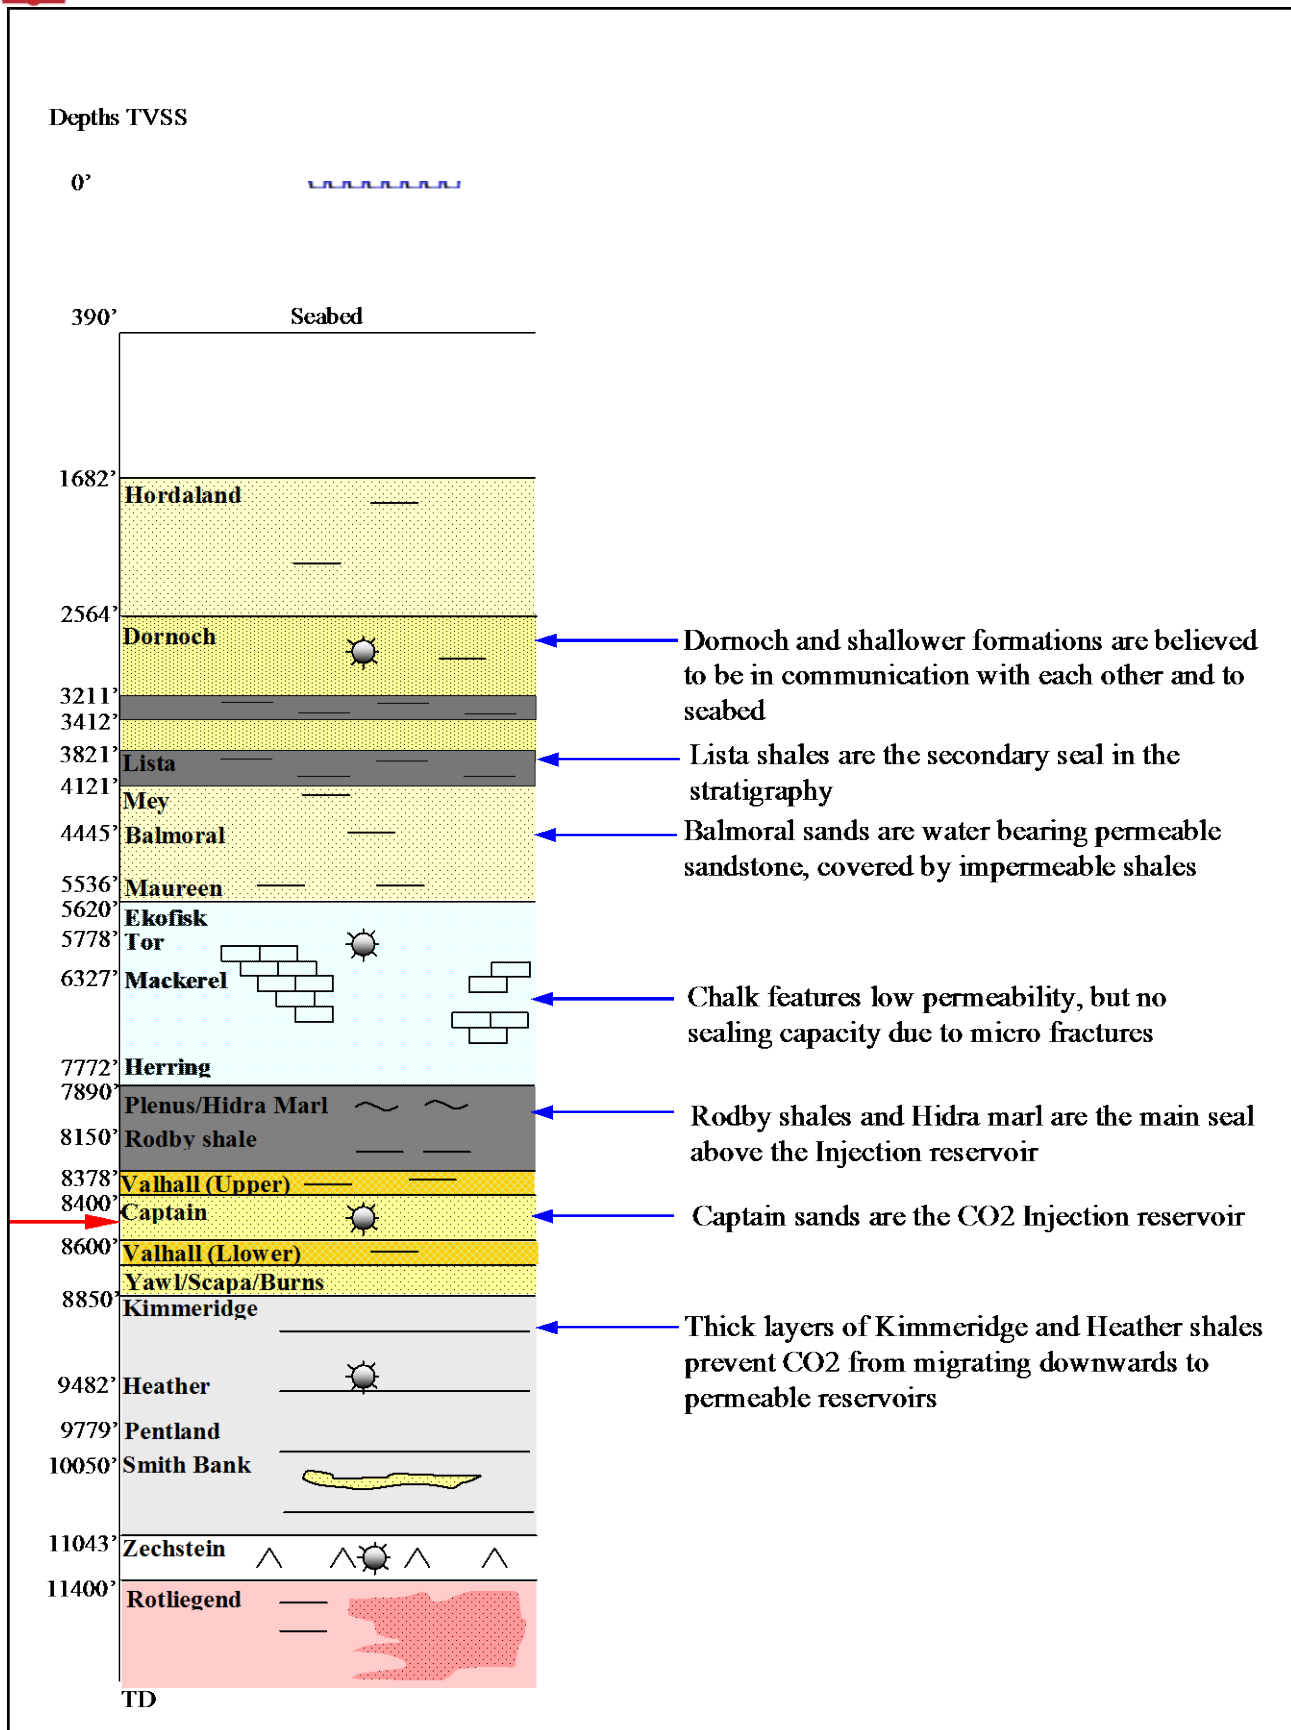 Depths TVSS
0’
390’ Seabed
1682’
Hordaland
2564’
Dornoch
Dornoch and shallower formations are believed
to be in communication with each other and to
seabed
3211’
3412’
3821’
Lista
Lista shales are the secondary seal in the
stratigraphy
4121’
Mey
4445’ Balmoral
Balmoral sands are water bearing permeable
sandstone, covered by impermeable shales
5536’ Maureen
5620’
Ekofisk
5778’ Tor
6327’ Mackerel
Chalk features low permeability, but no
sealing capacity due to micro fractures
7772’ Herring
7890’
Plenus/Hidra Marl
8150’ Rodby shale
Rodby shales and Hidra marl are the main seal
above the Injection reservoir
8378’
Valhall (Upper)
8400’
Captain
Captain sands are the CO2 Injection reservoir
8600’
Valhall (Llower)
Yawl/Scapa/Burns
8850’
Kimmeridge
Thick layers of Kimmeridge and Heather shales
prevent CO2 from migrating downwards to
permeable reservoirs
9482’ Heather
9779’ Pentland
10050’ Smith Bank
11043’ Zechstein
11400’
Rotliegend
TD